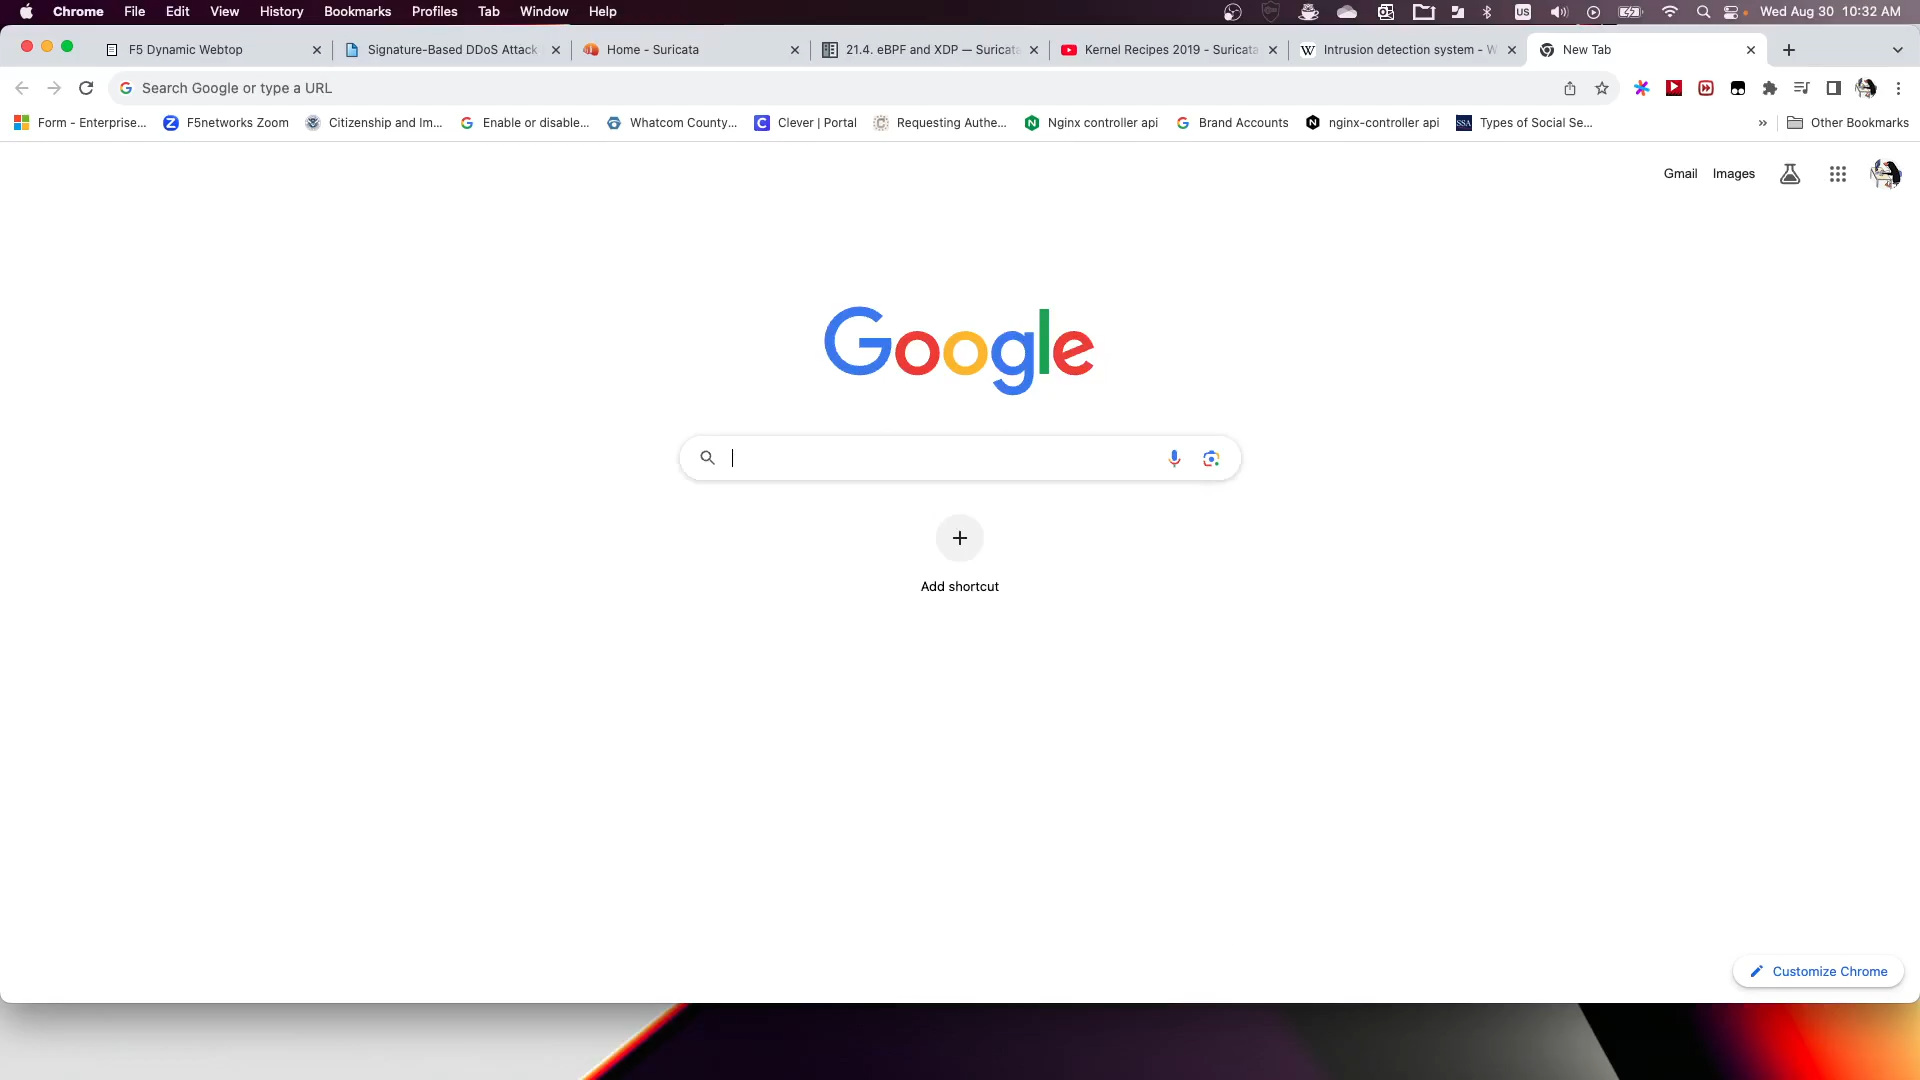 Chrome File Edit View History Bookmarks Profiles Tab Window Help US Wed Aug 30 10:32 AM
F5 Dynamic Webtop
Signature-Based DDoS Attack
Home - Suricata
21.4. eBPF and XDP — Suricata
Kernel Recipes 2019 - Suricata
Intrusion detection system - W
New Tab
Search Google or type a URL
Form - Enterprise...
F5networks Zoom
Citizenship and Im...
Enable or disable...
Whatcom County...
Clever | Portal
Requesting Authe...
Nginx controller api
Brand Accounts
nginx-controller api
SSA Types of Social Se...
» Other Bookmarks
Gmail Images
Google
Add shortcut
Customize Chrome